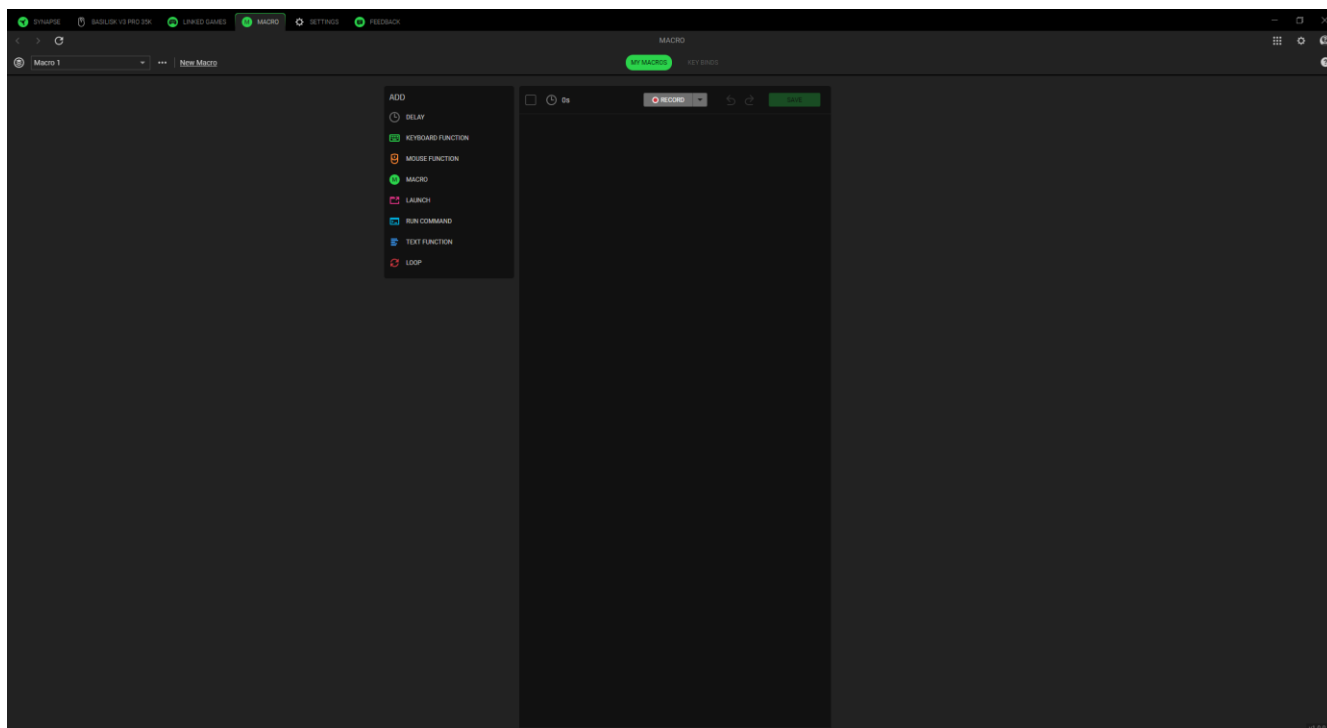 SYNAPSE BASILISK V3 PRO 35K LINKED GAMES MACRO SETTINGS FEEDBACK
MACRO
Macro 1 New Macro MY MACROS KEY BINDS
ADD
0s RECORD SAVE
DELAY
KEYBOARD FUNCTION
MOUSE FUNCTION
MACRO
LAUNCH
RUN COMMAND
TEXT FUNCTION
LOOP